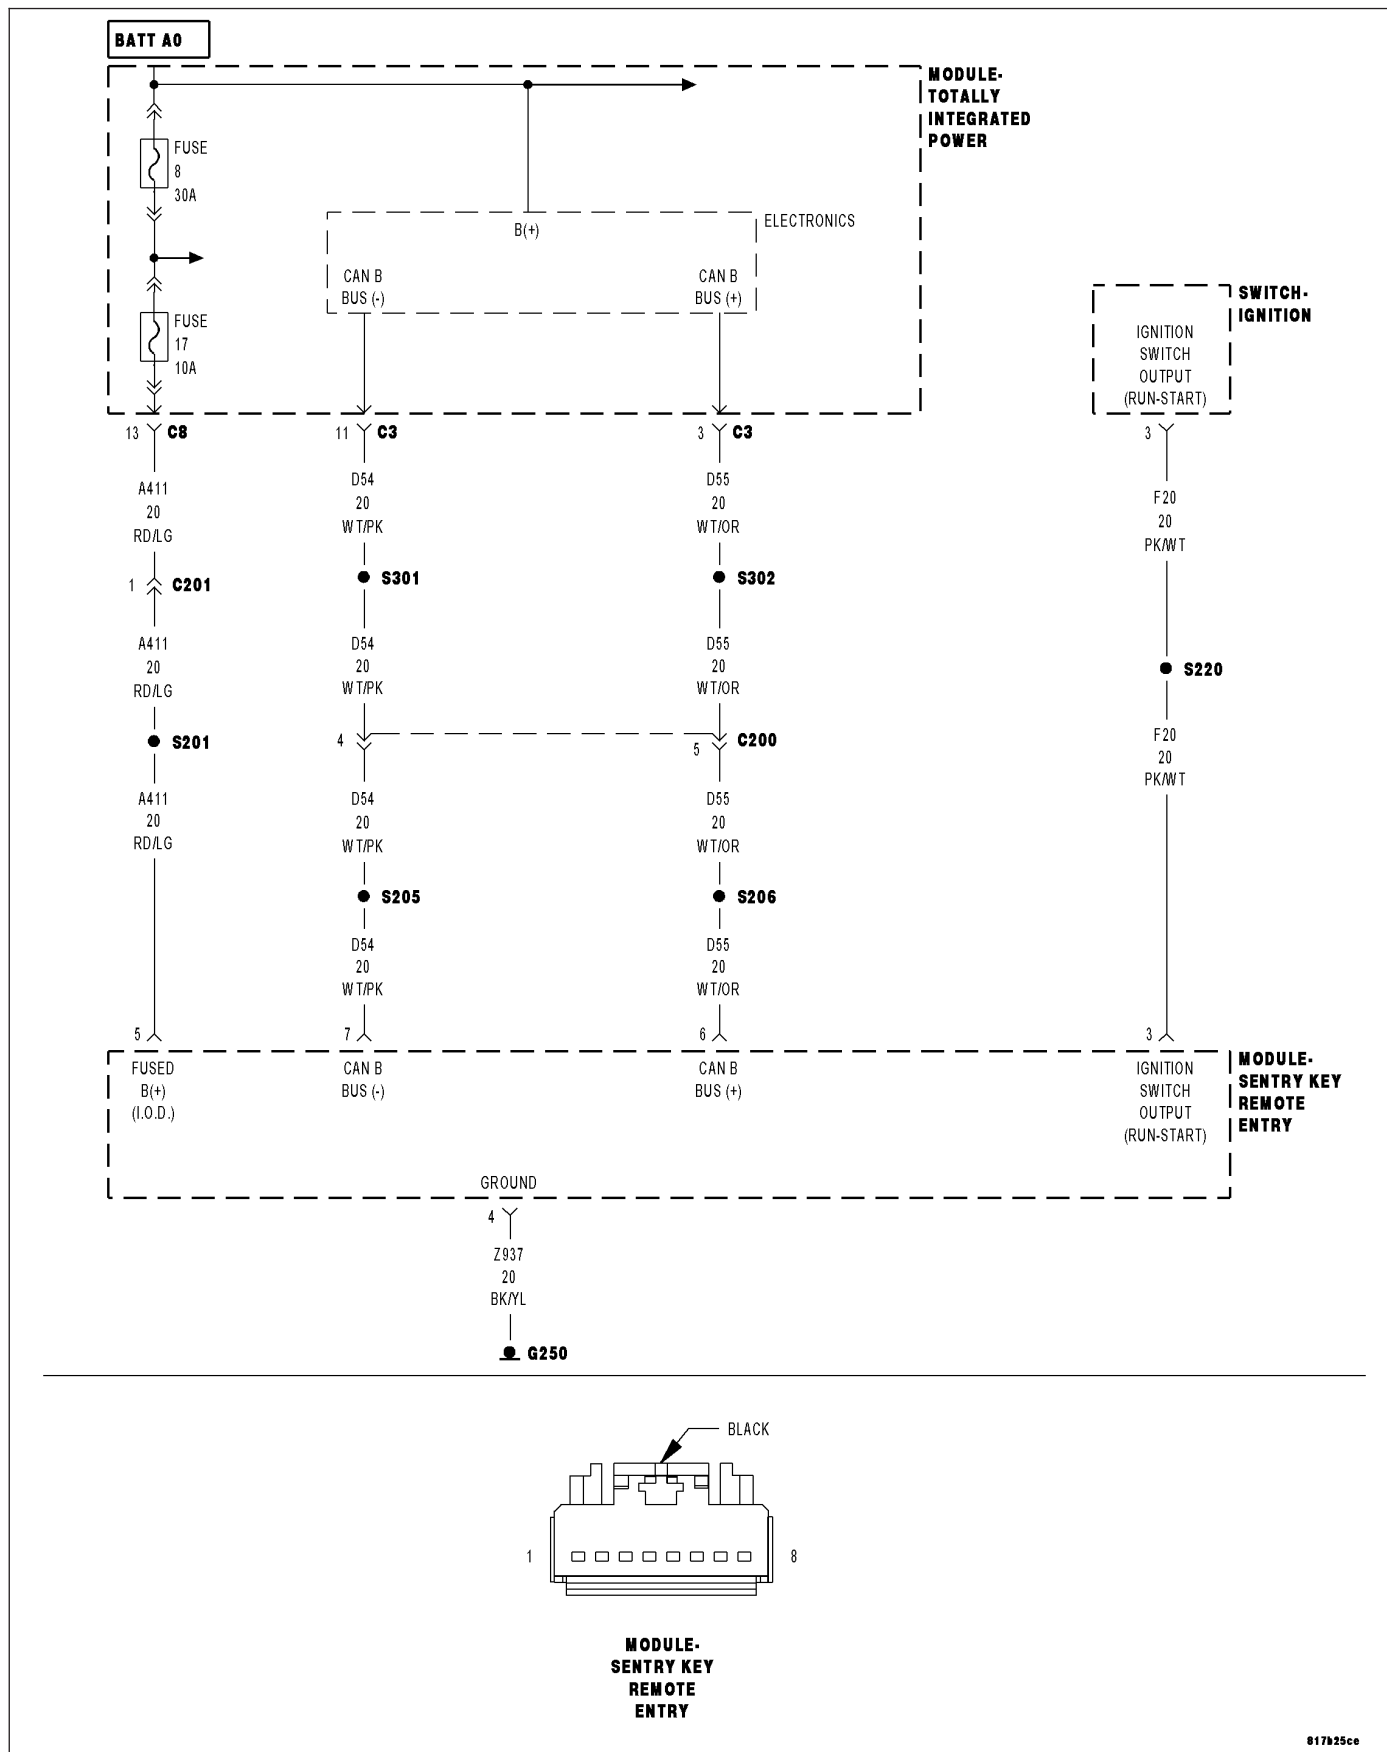 BATT A0
MODULE-
TOTALLY
INTEGRATED
POWER
FUSE
8
30A
ELECTRONICS
B(+)
CAN B
BUS (-)
CAN B
BUS (+)
FUSE
17
10A
SWITCH-
IGNITION
IGNITION
SWITCH
OUTPUT
(RUN-START)
13 C8
11 C3
3 C3
3
A411
20
RD/LG
D54
20
WT/PK
D55
20
WT/OR
F20
20
PK/WT
1 C201
S301
S302
A411
20
RD/LG
D54
20
WT/PK
D55
20
WT/OR
S220
S201
4
5 C200
F20
20
PK/WT
A411
20
RD/LG
D54
20
WT/PK
D55
20
WT/OR
S205
S206
D54
20
WT/PK
D55
20
WT/OR
5
7
6
3
FUSED
B(+)
(I.O.D.)
CAN B
BUS (-)
CAN B
BUS (+)
IGNITION
SWITCH
OUTPUT
(RUN-START)
MODULE-
SENTRY KEY
REMOTE
ENTRY
GROUND
4
Z937
20
BK/YL
G250
BLACK
1
8
MODULE-
SENTRY KEY
REMOTE
ENTRY
817b25ce